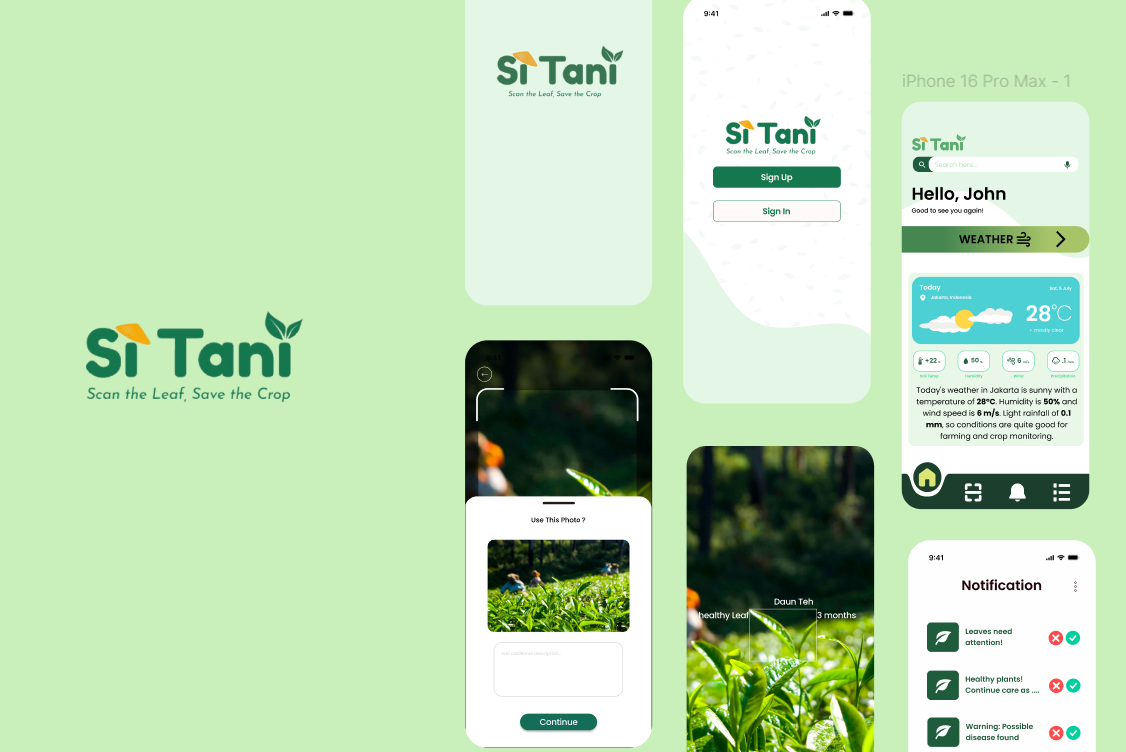 Si Tani
Scan the Leaf, Save the Crop
Si Tani
Scan the Leaf, Save the Crop
Use This Photo ?
Continue
9:41
Si Tani
Scan the Leaf, Save the Crop
Sign Up
Sign In
Daun Teh
healthy Leaf
3 months
iPhone 16 Pro Max - 1
Si Tani
Search here...
Hello, John
Good to see you again!
WEATHER
Today
Sat, 5 July
Jakarta, Indonesia
28°C
• mostly clear
+22
50
6
.1
Soil Temp
Humidity
Wind
Precipitation
Today's weather in Jakarta is sunny with a
temperature of 28°C. Humidity is 50% and
wind speed is 6 m/s. Light rainfall of 0.1
mm, so conditions are quite good for
farming and crop monitoring.
9:41
Notification
Leaves need
attention!
Healthy plants!
Continue care as ....
Warning: Possible
disease found